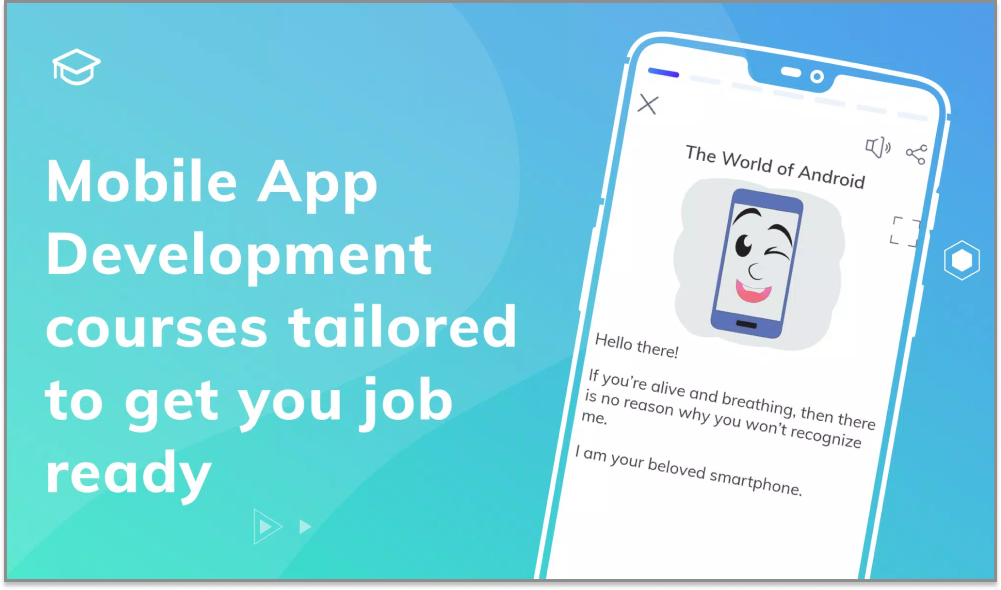 Mobile App
Development
courses tailored
to get you job
ready
The World of Android
Hello there!
If you’re alive and breathing, then there
is no reason why you won’t recognize
me.
I am your beloved smartphone.